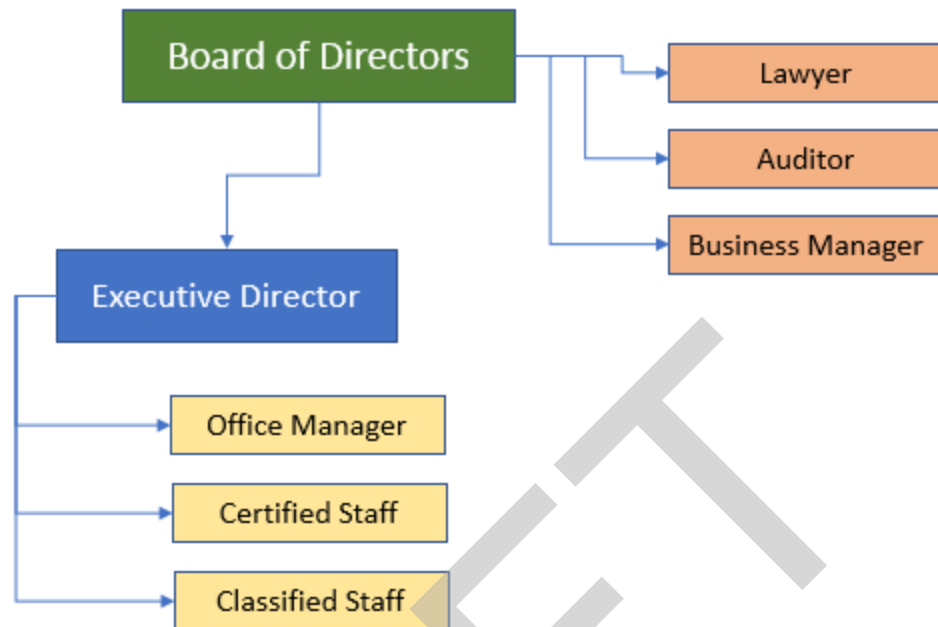 Board of Directors
Lawyer
Auditor
Business Manager
Executive Director
Office Manager
Certified Staff
Classified Staff